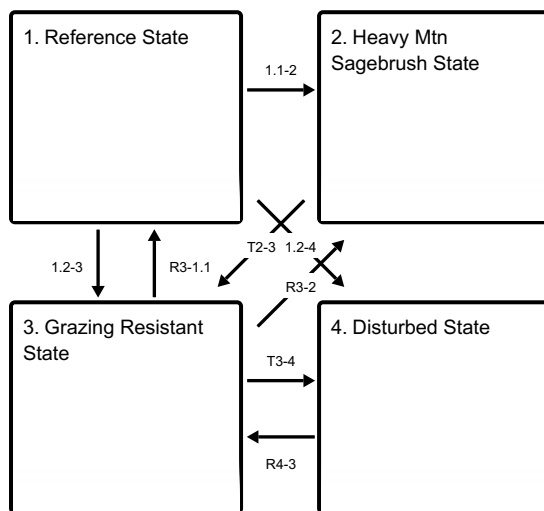 1. Reference State
2. Heavy Mtn
Sagebrush State
1.1-2
T2-3
1.2-4
1.2-3
R3-1.1
R3-2
3. Grazing Resistant
State
4. Disturbed State
T3-4
R4-3